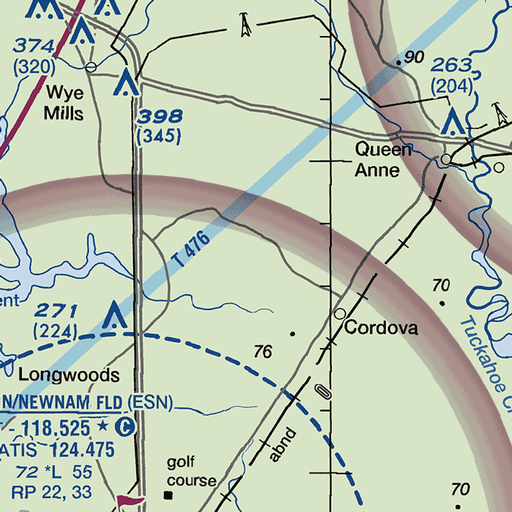 374
(320)
90
263
(204)
Wye
Mills
398
(345)
Queen
Anne
T 476
70
271
(224)
Cordova
76
Tuckahoe
Longwoods
N/NEWNAM FLD (ESN)
- 118.525 * C
ATIS 124.475
72 *L 55
RP 22, 33
golf
course
abnd
70